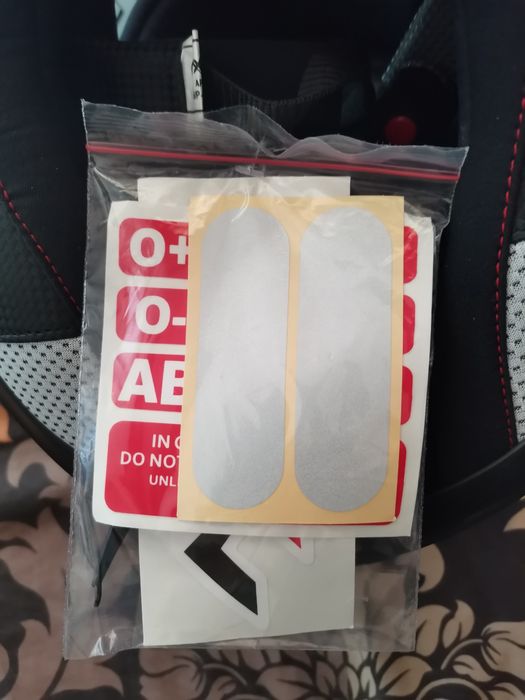 O+
O-
AB
IN C
DO NOT
UNL